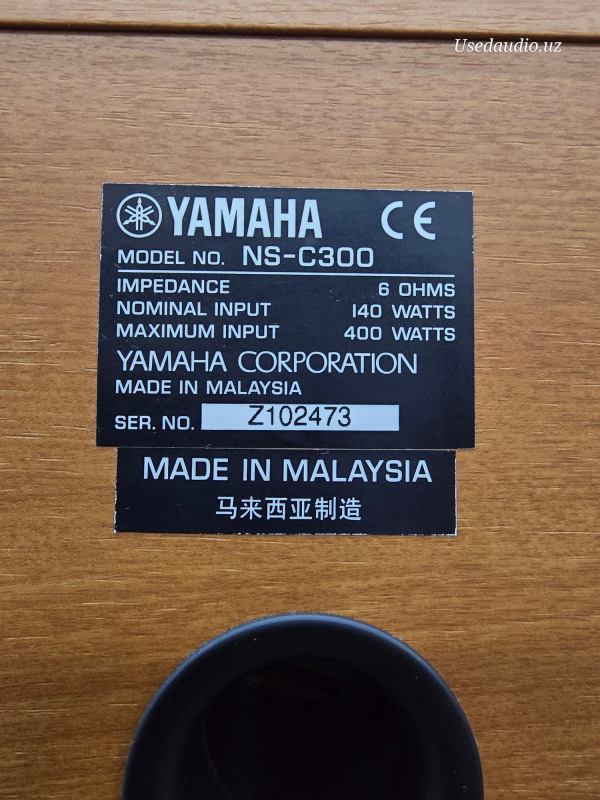 Usedaudio.uz
YAMAHA CE
MODEL NO. NS-C300
IMPEDANCE 6 OHMS
NOMINAL INPUT 140 WATTS
MAXIMUM INPUT 400 WATTS
YAMAHA CORPORATION
MADE IN MALAYSIA
SER. NO. Z102473
MADE IN MALAYSIA
马来西亚制造